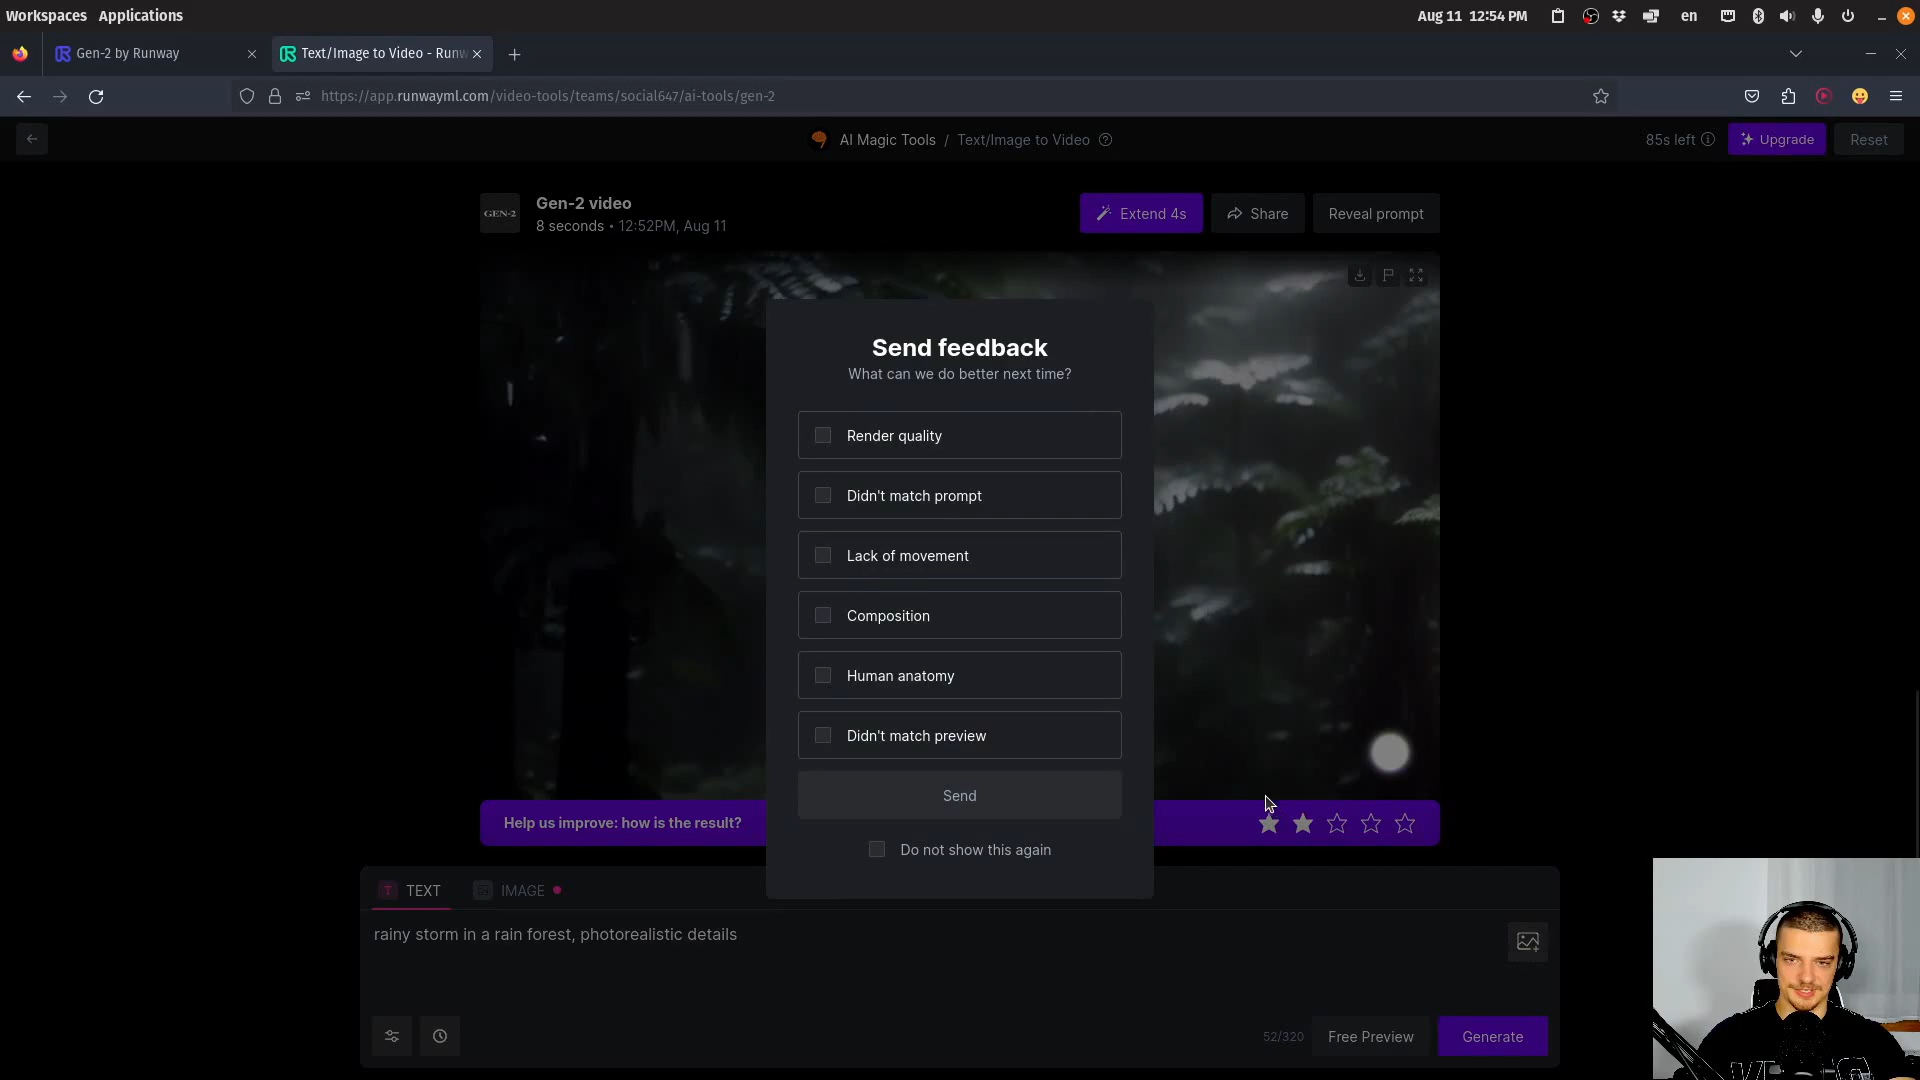 Workspaces Applications
Aug 11 12:54 PM
en
Gen-2 by Runway
Text/Image to Video - Runw
https://app.runwayml.com/video-tools/teams/social647/ai-tools/gen-2
AI Magic Tools / Text/Image to Video
85s left
Upgrade
Reset
GEN-2
Gen-2 video
8 seconds • 12:52PM, Aug 11
Extend 4s
Share
Reveal prompt
Send feedback
What can we do better next time?
Render quality
Didn't match prompt
Lack of movement
Composition
Human anatomy
Didn't match preview
Send
Do not show this again
Help us improve: how is the result?
T TEXT
IMAGE
rainy storm in a rain forest, photorealistic details
52/320
Free Preview
Generate